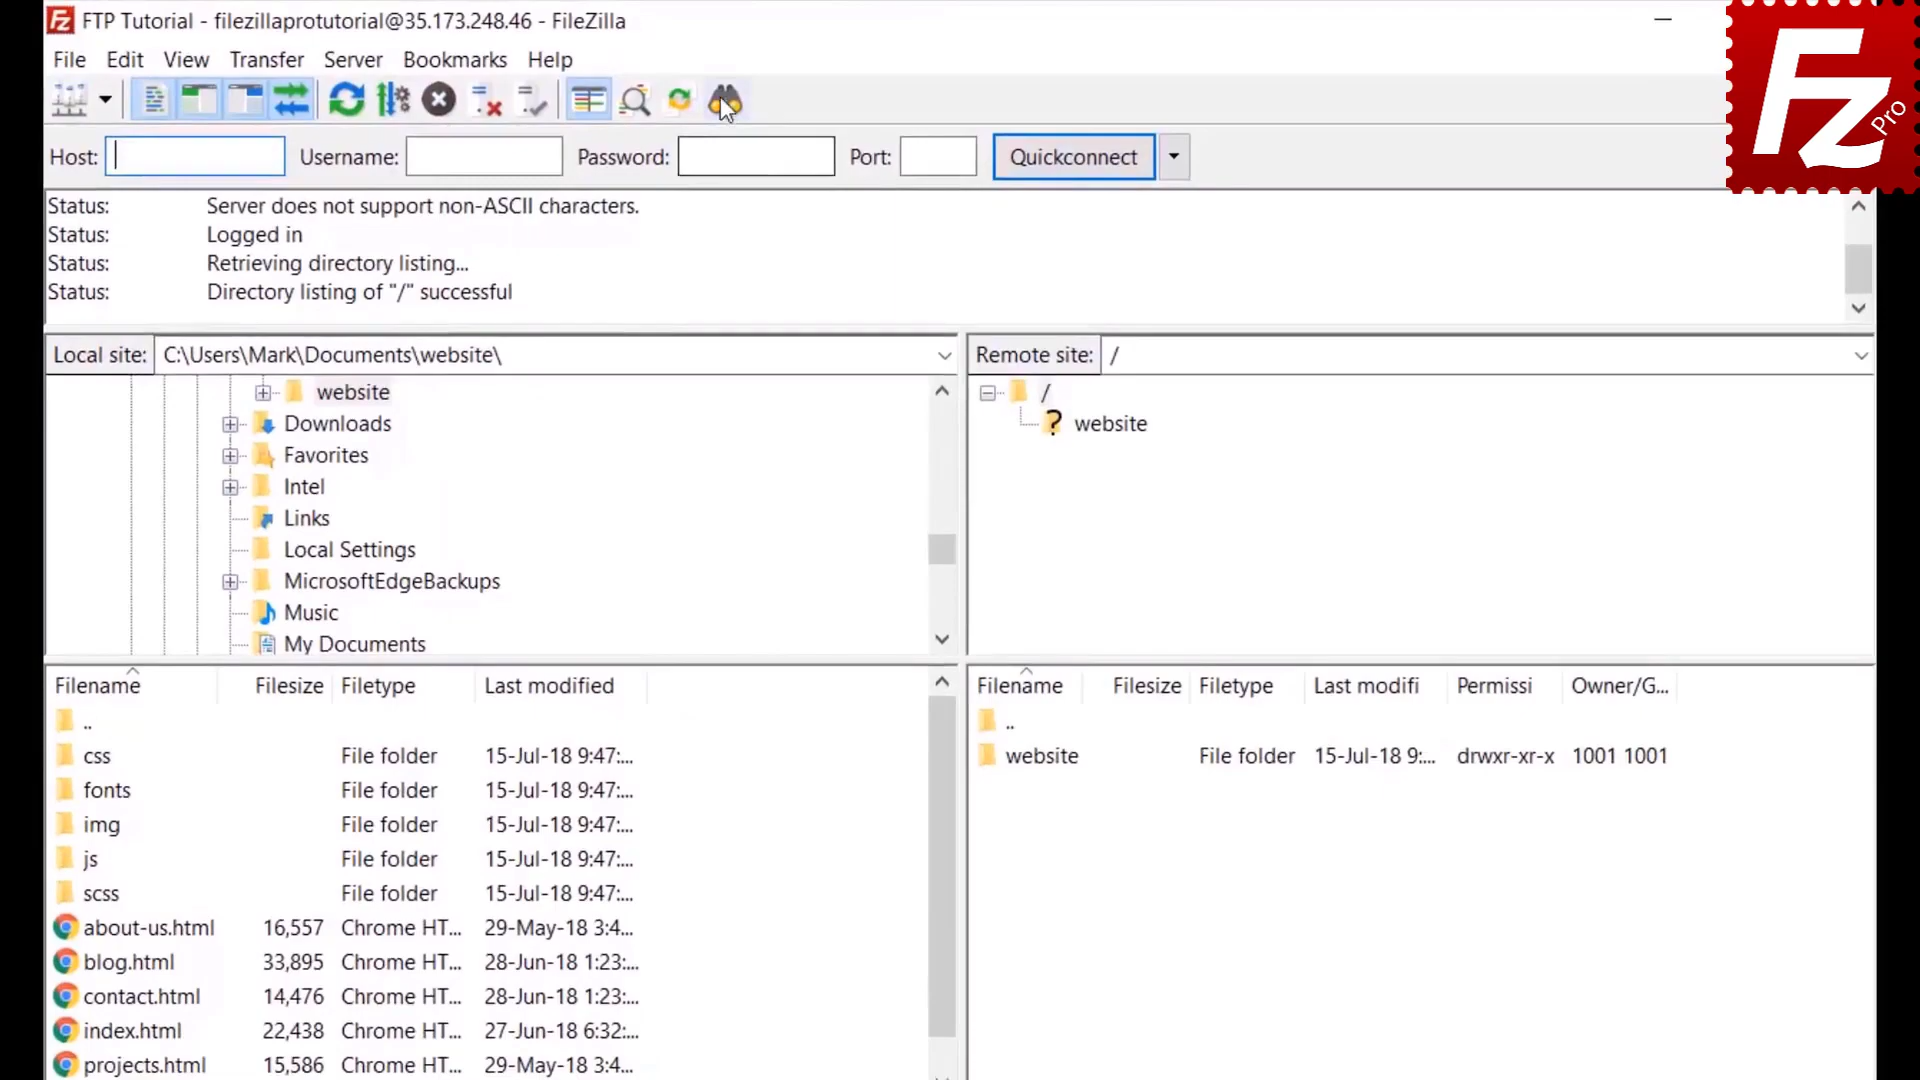 FTP Tutorial - filezillaprotutorial@35.173.248.46 - FileZilla
Fz Pro
File Edit View Transfer Server Bookmarks Help
Host: Username: Password: Port: Quickconnect
Status: Server does not support non-ASCII characters.
Status: Logged in
Status: Retrieving directory listing...
Status: Directory listing of "/" successful
Local site: C:\Users\Mark\Documents\website\
website
Downloads
Favorites
Intel
Links
Local Settings
MicrosoftEdgeBackups
Music
My Documents
Remote site: /
/
? website
Filename Filesize Filetype Last modified
..
css File folder 15-Jul-18 9:47:...
fonts File folder 15-Jul-18 9:47:...
img File folder 15-Jul-18 9:47:...
js File folder 15-Jul-18 9:47:...
scss File folder 15-Jul-18 9:47:...
about-us.html 16,557 Chrome HT... 29-May-18 3:4...
blog.html 33,895 Chrome HT... 28-Jun-18 1:23:...
contact.html 14,476 Chrome HT... 28-Jun-18 1:23:...
index.html 22,438 Chrome HT... 27-Jun-18 6:32:...
projects.html 15,586 Chrome HT... 29-May-18 3:4...
Filename Filesize Filetype Last modifi Permissi Owner/G...
..
website File folder 15-Jul-18 9:... drwxr-xr-x 1001 1001